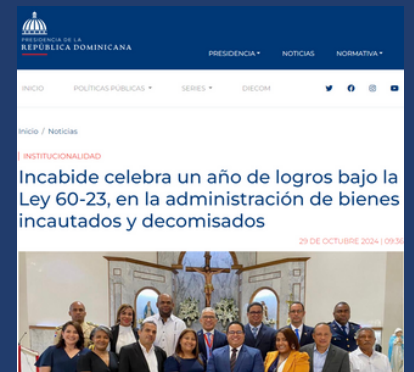 PRESIDENCIA DE LA
REPÚBLICA DOMINICANA
PRESIDENCIA
NOTICIAS
NORMATIVA
INICIO
POLÍTICAS PÚBLICAS
SERIES
DIECOM
Inicio / Noticias
INSTITUCIONALIDAD
Incabide celebra un año de logros bajo la
Ley 60-23, en la administración de bienes
incautados y decomisados
29 DE OCTUBRE 2024 | 09:36